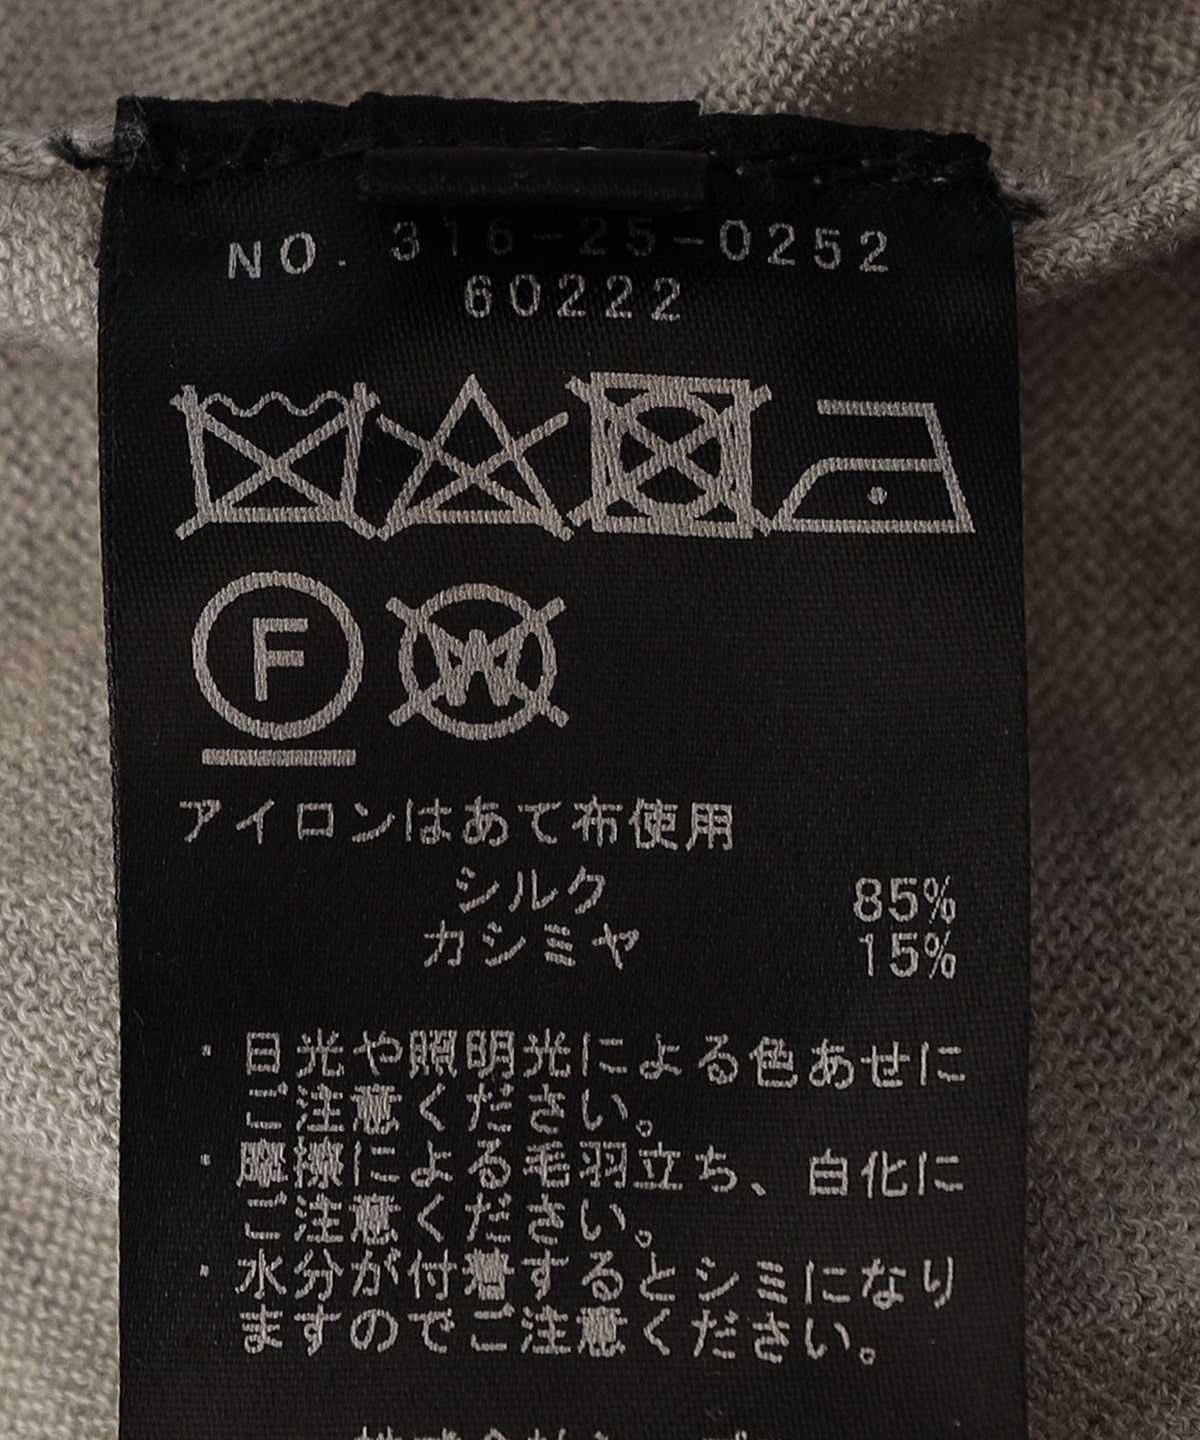 NO. 316-25-0252
60222
F
W
アイロンはあて布使用
シルク 85%
カシミヤ 15%
・日光や照明光による色あせに
ご注意ください。
・摩擦による毛羽立ち、白化に
ご注意ください。
・水分が付着するとシミになり
ますのでご注意ください。